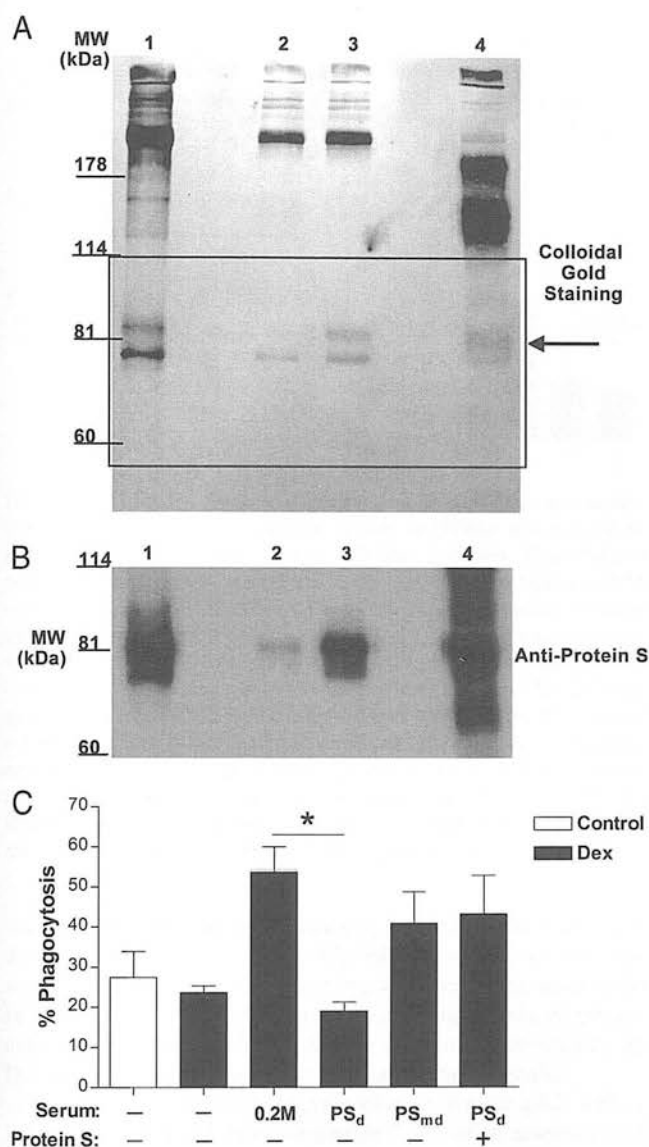 A
MW
(kDa)
1 2 3 4
178
114
81
60
Colloidal
Gold
Staining
B
1 2 3 4
114
MW
(kDa)
81
60
Anti-Protein S
C
70
60
50
40
30
20
10
0
% Phagocytosis
*
Control
Dex
Serum: – – 0.2M PSd PSmd PSd
Protein S: – – – – – +